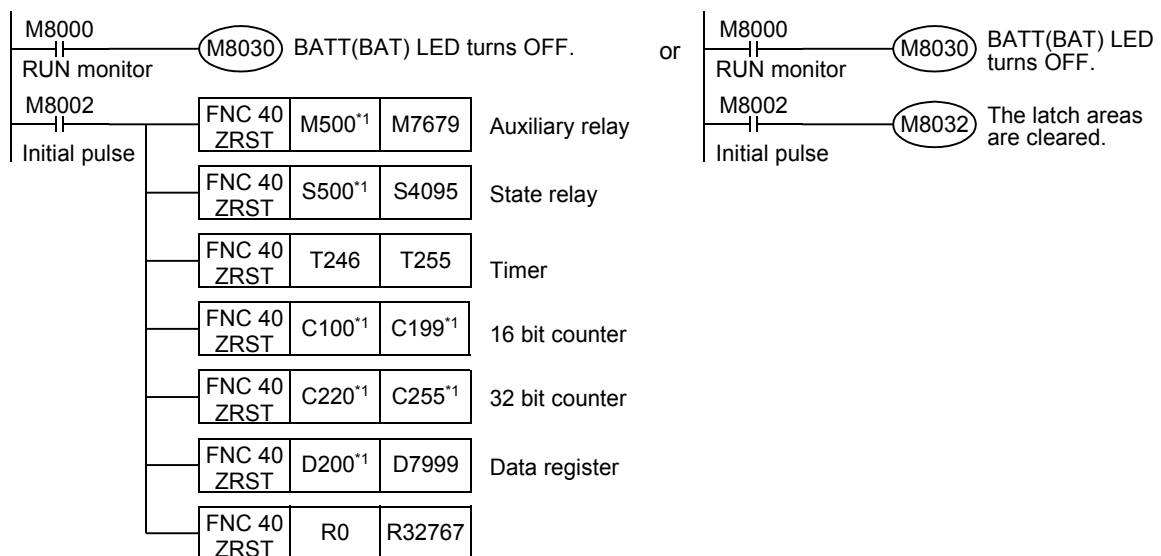 M8000
M8030 BATT(BAT) LED turns OFF.
RUN monitor
M8002
Initial pulse
FNC 40 ZRST M500*1 M7679 Auxiliary relay
FNC 40 ZRST S500*1 S4095 State relay
FNC 40 ZRST T246 T255 Timer
FNC 40 ZRST C100*1 C199*1 16 bit counter
FNC 40 ZRST C220*1 C255*1 32 bit counter
FNC 40 ZRST D200*1 D7999 Data register
FNC 40 ZRST R0 R32767
or
M8000
M8030 BATT(BAT) LED
turns OFF.
RUN monitor
M8002
M8032 The latch areas
are cleared.
Initial pulse